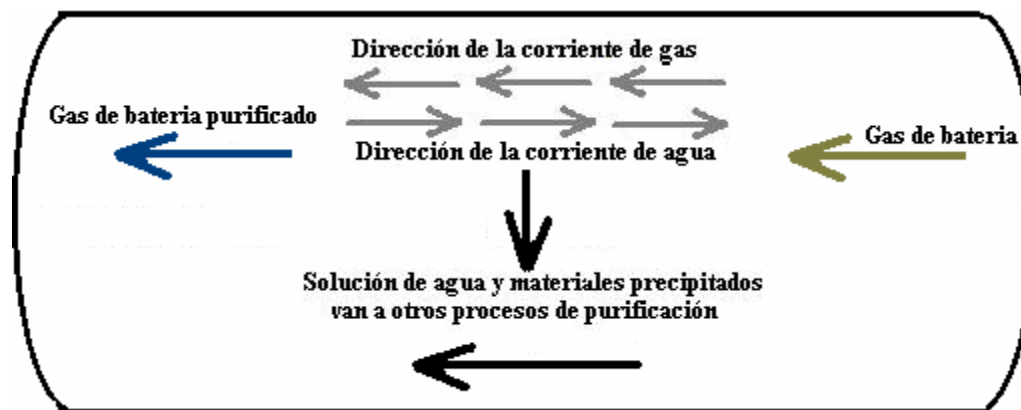 Dirección de la corriente de gas
Gas de bateria purificado
Dirección de la corriente de agua
Gas de bateria
Solución de agua y materiales precipitados
van a otros procesos de purificación